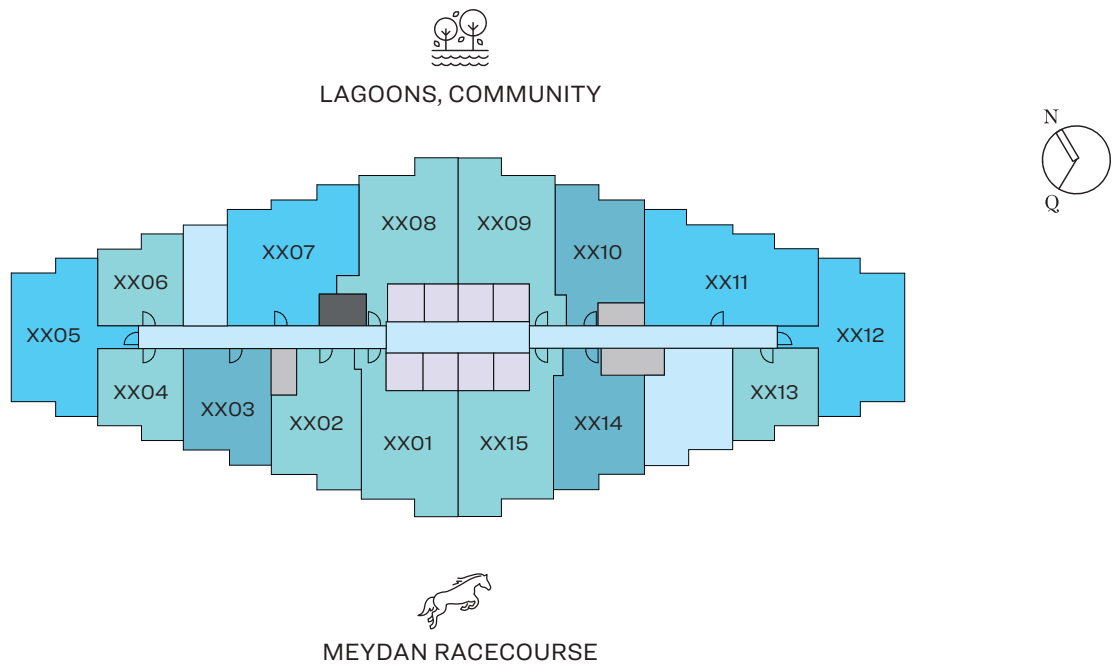 LAGOONS, COMMUNITY
N
Q
XX08
XX09
XX07
XX10
XX06
XX11
XX05
XX12
XX04
XX13
XX03
XX02
XX14
XX01
XX15
MEYDAN RACECOURSE